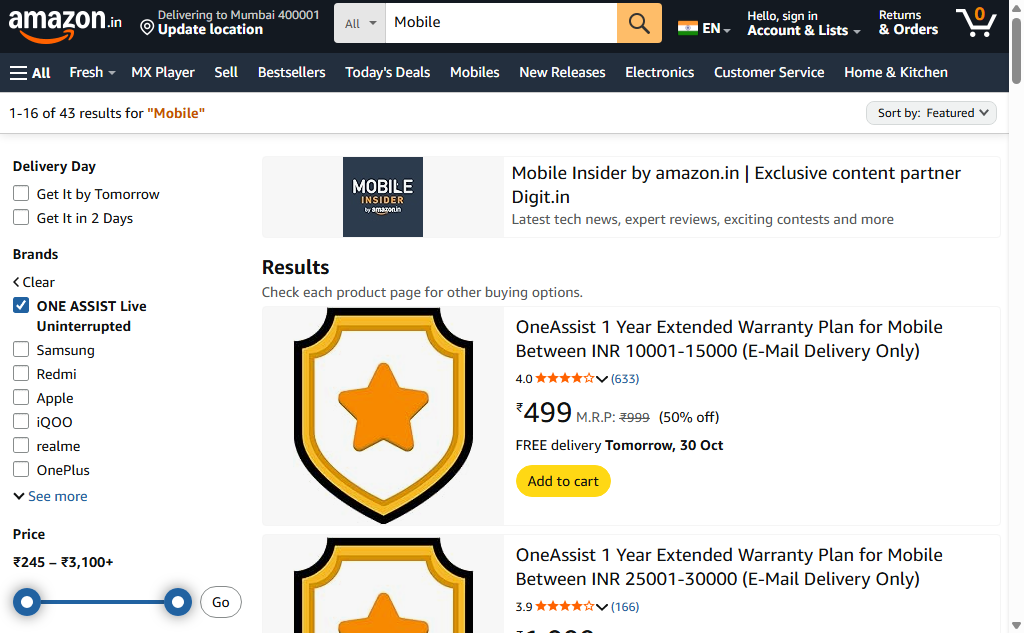 amazon.in
Delivering to Mumbai 400001
Update location
All
Mobile
EN
Hello, sign in
Account & Lists
Returns
& Orders
0
All
Fresh
MX Player
Sell
Bestsellers
Today's Deals
Mobiles
New Releases
Electronics
Customer Service
Home & Kitchen
1-16 of 43 results for "Mobile"
Sort by: Featured
Delivery Day
Get It by Tomorrow
Get It in 2 Days
Brands
Clear
ONE ASSIST Live
Uninterrupted
Samsung
Redmi
Apple
iQOO
realme
OnePlus
See more
Price
₹245 – ₹3,100+
Go
MOBILE
INSIDER
by amazon.in
Mobile Insider by amazon.in | Exclusive content partner
Digit.in
Latest tech news, expert reviews, exciting contests and more
Results
Check each product page for other buying options.
OneAssist 1 Year Extended Warranty Plan for Mobile
Between INR 10001-15000 (E-Mail Delivery Only)
4.0 (633)
₹499 M.R.P: ₹999 (50% off)
FREE delivery Tomorrow, 30 Oct
Add to cart
OneAssist 1 Year Extended Warranty Plan for Mobile
Between INR 25001-30000 (E-Mail Delivery Only)
3.9 (166)